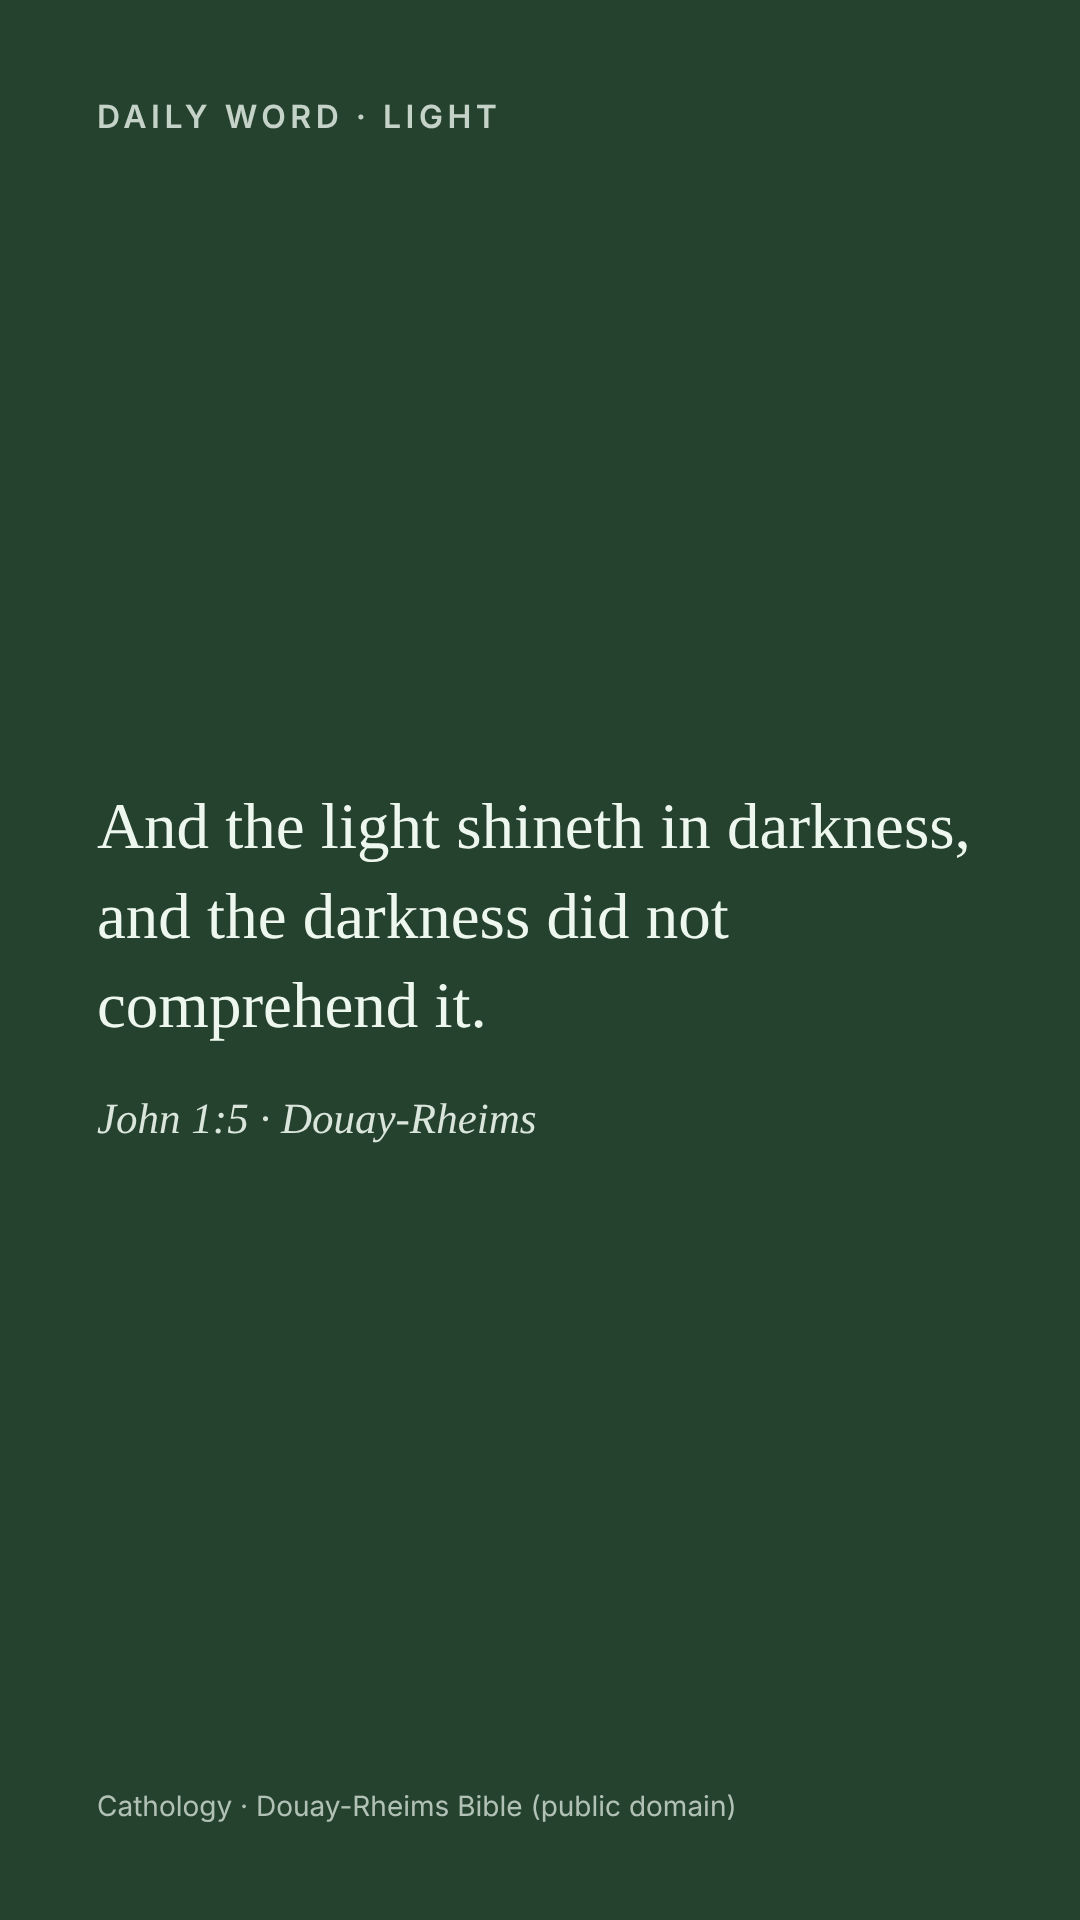 DAILY WORD · LIGHT
And the light shineth in darkness,
and the darkness did not
comprehend it.
John 1:5 · Douay-Rheims
Cathology · Douay-Rheims Bible (public domain)